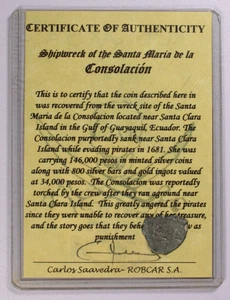 CERTIFICATE OF AUTHENTICITY
Shipwreck of the Santa Maria de la
Consolación
This is to certify that the coin described here in
was recovered from the wreck site of the Santa
Maria de la Consolacion located near Santa Clara
Island in the Gulf of Guayaquil, Ecuador. The
Consolacion purportedly sank near Santa Clara
Island while evading pirates in 1681. She was
carrying 146,000 pesos in minted silver coins
along with 800 silver bars and gold ingots valued
at 34,000 pesos. The Consolacion was reportedly
torched by the crew after they ran aground near
Santa Clara Island. This greatly angered the pirates
since they were unable to recover any of her treasure,
and the story goes that they as
punishment
Carlos Saavedra- ROBCAR S.A.